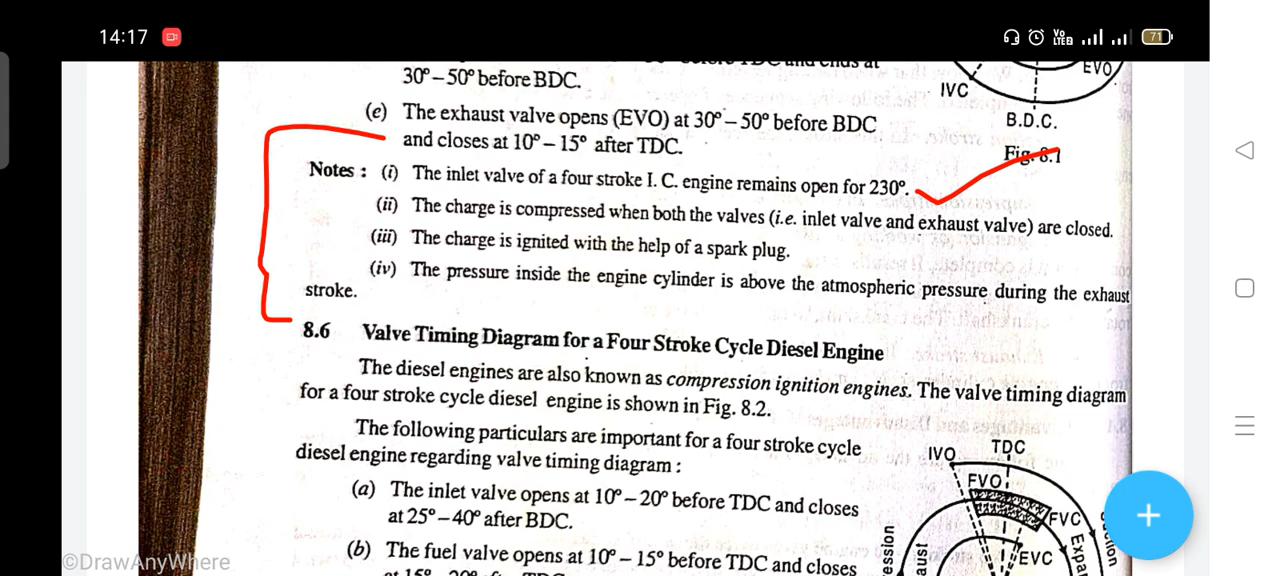 14:17
Vo
LTE2
71
30° – 50° before BDC.
(e) The exhaust valve opens (EVO) at 30° – 50° before BDC
and closes at 10° – 15° after TDC.
EVO
IVC
B.D.C.
Fig. 8.1
Notes : (i) The inlet valve of a four stroke I. C. engine remains open for 230°.
(ii) The charge is compressed when both the valves (i.e. inlet valve and exhaust valve) are closed.
(iii) The charge is ignited with the help of a spark plug.
(iv) The pressure inside the engine cylinder is above the atmospheric pressure during the exhaust
stroke.
8.6 Valve Timing Diagram for a Four Stroke Cycle Diesel Engine
The diesel engines are also known as compression ignition engines. The valve timing diagram
for a four stroke cycle diesel engine is shown in Fig. 8.2.
The following particulars are important for a four stroke cycle
diesel engine regarding valve timing diagram :
(a) The inlet valve opens at 10° – 20° before TDC and closes
at 25° – 40° after BDC.
(b) The fuel valve opens at 10° – 15° before TDC and closes
IVO
TDC
FVO
FVC
EVC
©DrawAnyWhere